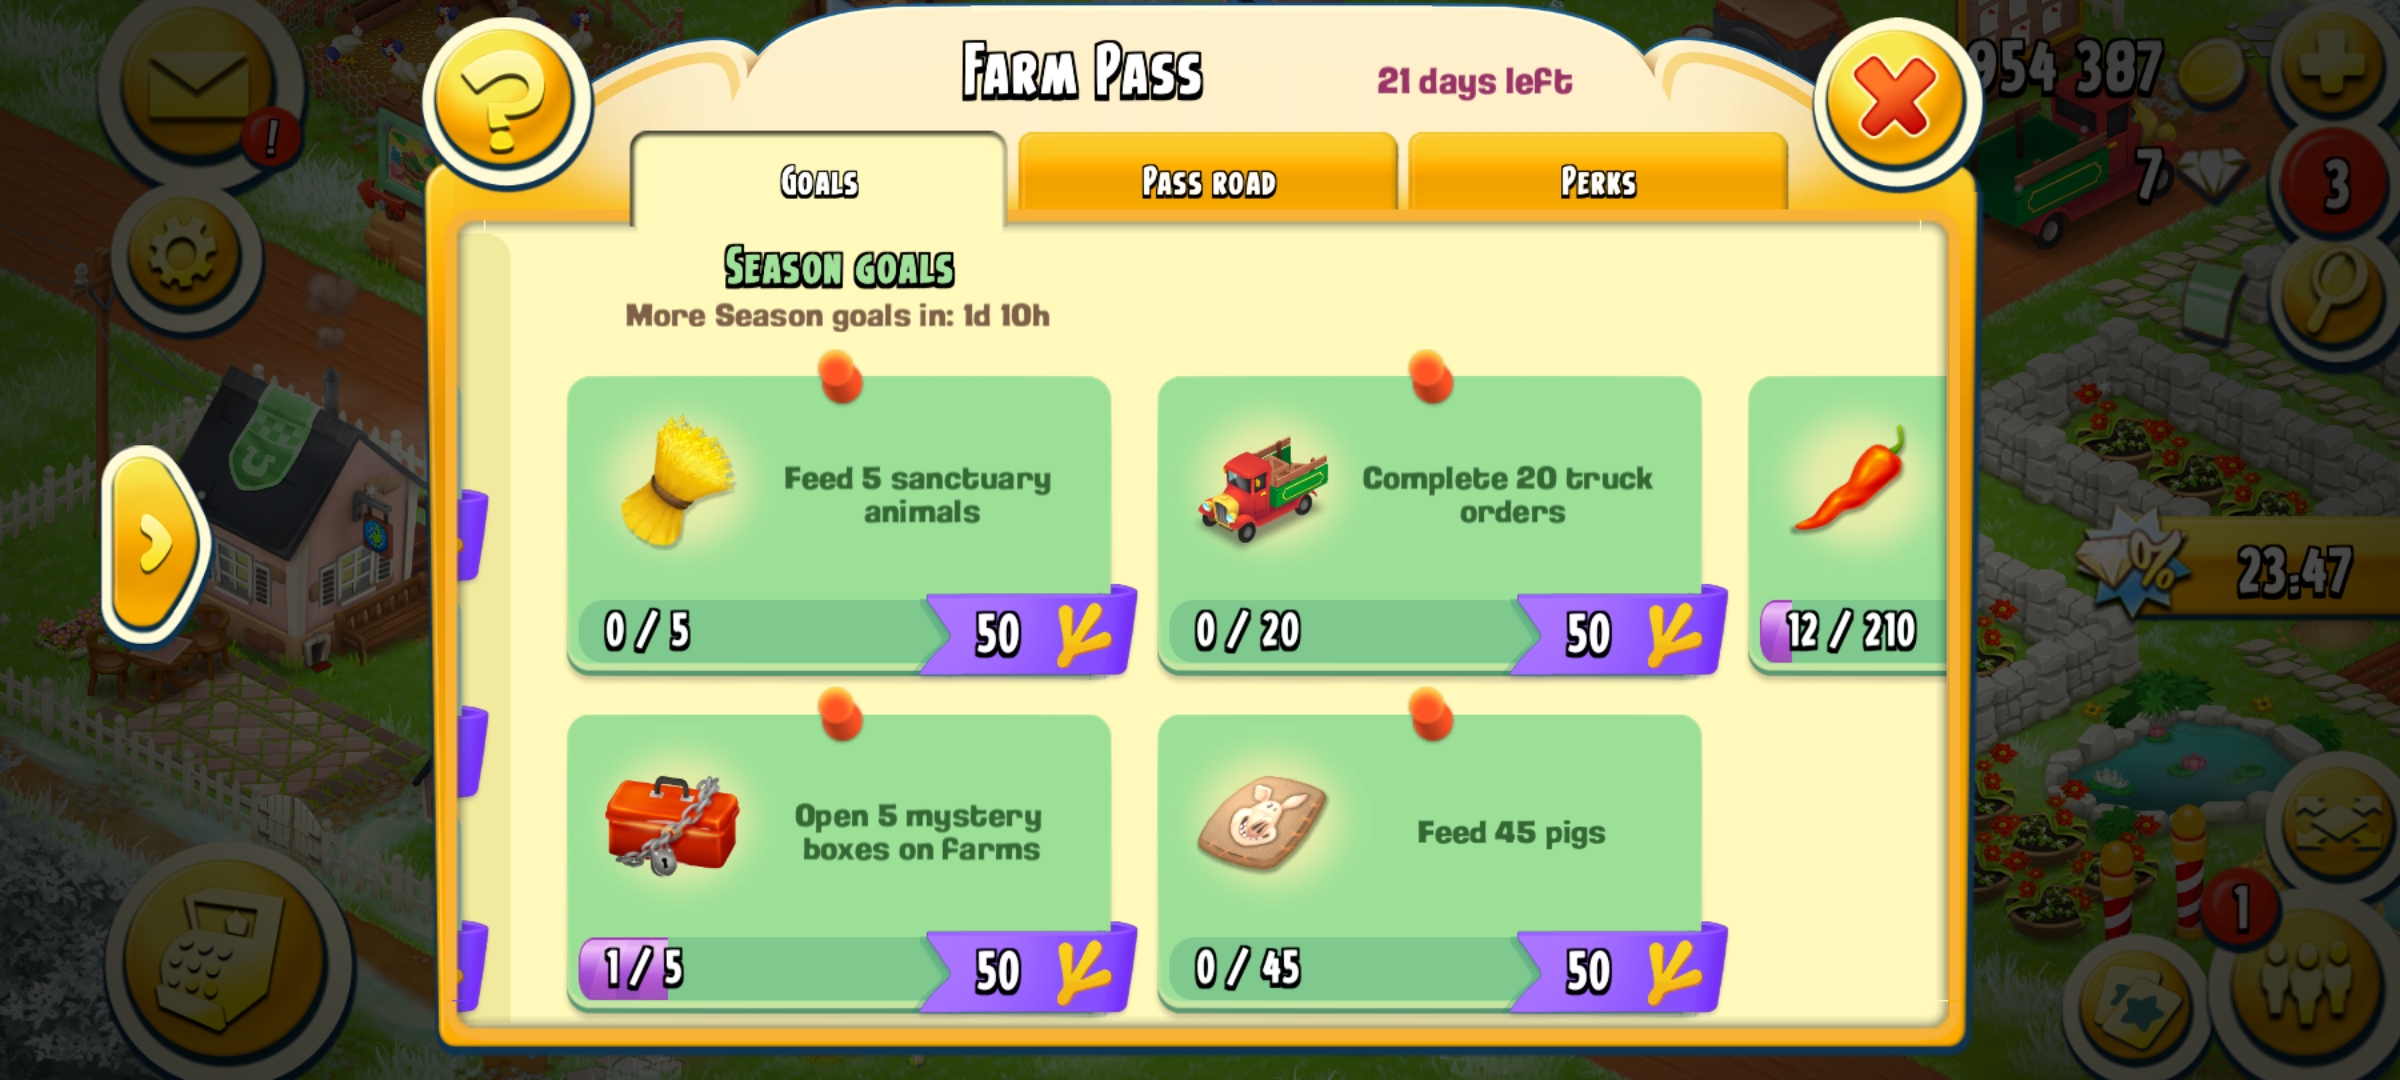 FARM PASS
21 days left
954 387
7
3
GOALS
PASS ROAD
PERKS
SEASON GOALS
More Season goals in: 1d 10h
Feed 5 sanctuary
animals
0 / 5
50
Complete 20 truck
orders
0 / 20
50
12 / 210
23:47
Open 5 mystery
boxes on farms
1 / 5
50
Feed 45 pigs
0 / 45
50
1